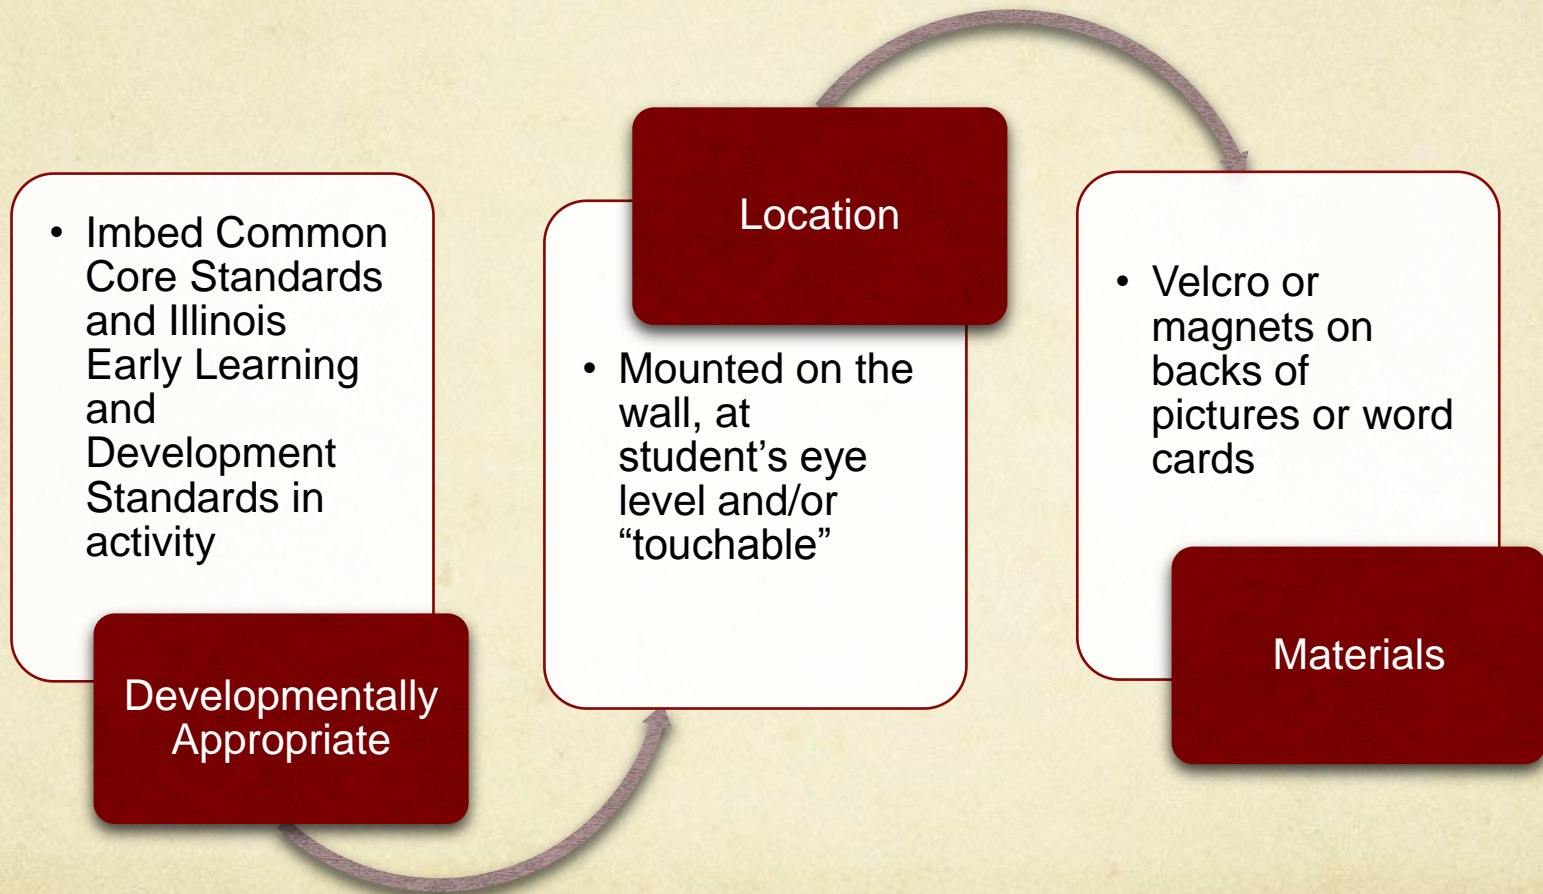 • Imbed Common
Core Standards
and Illinois
Early Learning
and
Development
Standards in
activity
Developmentally
Appropriate
Location
• Mounted on the
wall, at
student’s eye
level and/or
“touchable”
• Velcro or
magnets on
backs of
pictures or word
cards
Materials